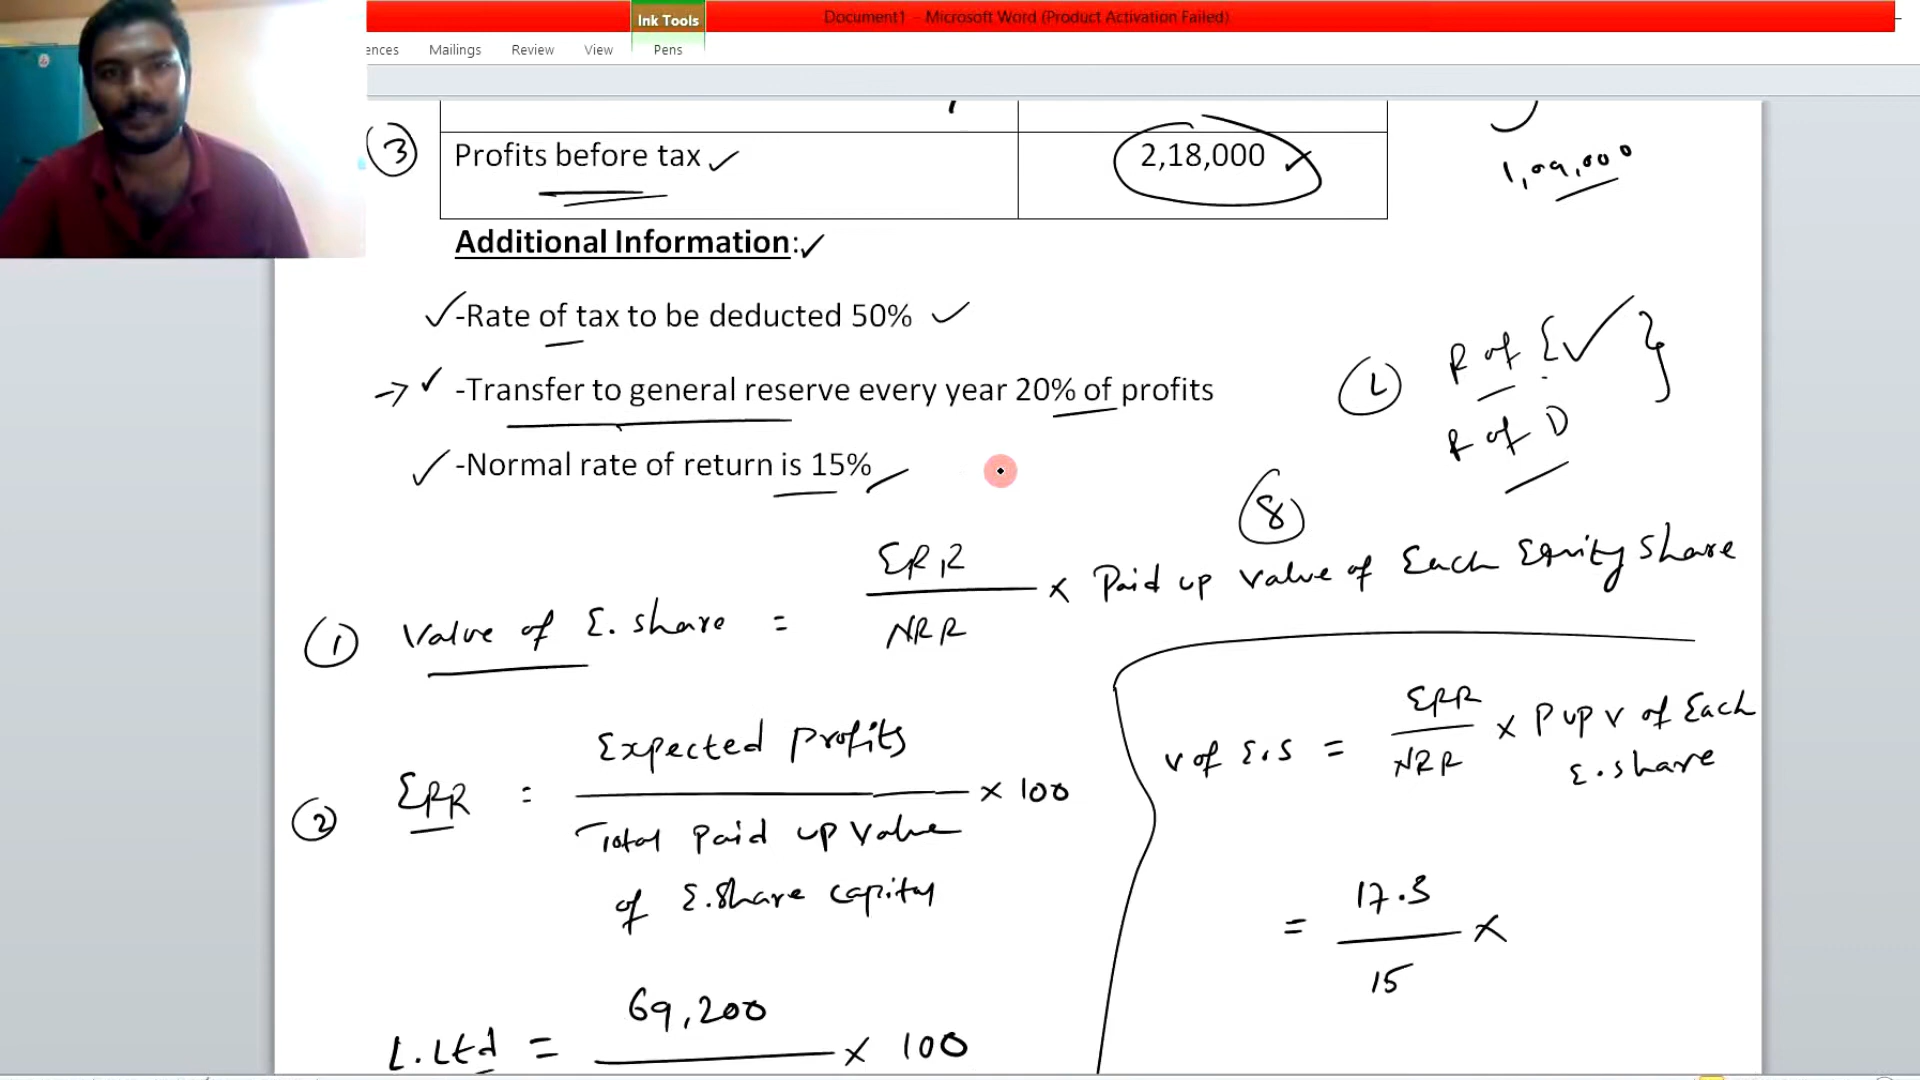 Ink Tools
Document1 - Microsoft Word (Product Activation Failed)
ences Mailings Review View Pens
3 Profits before tax 2,18,000
1,09,000
Additional Information:
-Rate of tax to be deducted 50%
-Transfer to general reserve every year 20% of profits
-Normal rate of return is 15%
L R of {
R of D
8
1 Value of E. share = ERR / NRR × Paid up value of Each Equity Share
2 ERR = Expected Profits / Total Paid up Value of E. Share capital × 100
V of E.S = ERR / NRR × P up V of Each E. share
= 17.3 / 15 ×
L. Ltd = 69,200 × 100